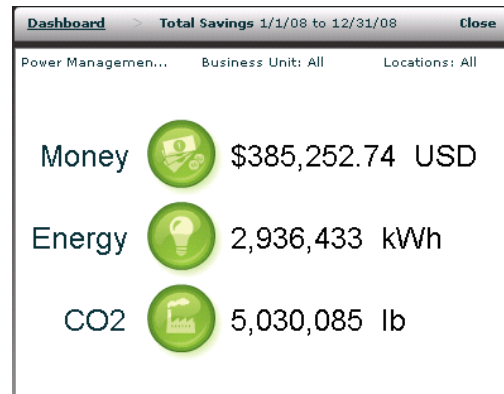 Dashboard > Total Savings 1/1/08 to 12/31/08 Close
Power Managemen... Business Unit: All Locations: All
Money $385,252.74 USD
Energy 2,936,433 kWh
CO2 5,030,085 lb